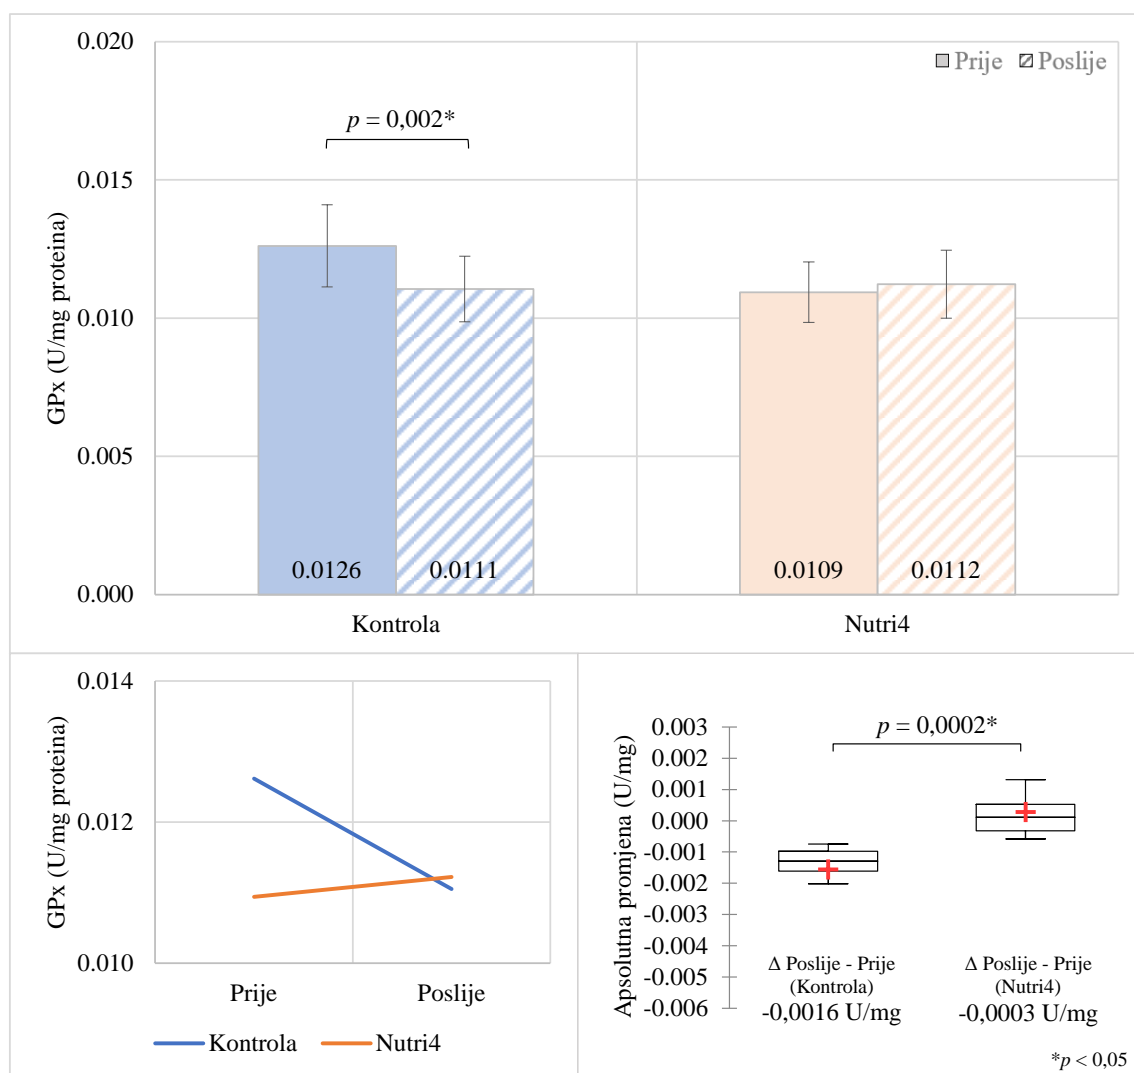 0.020
0.015
0.010
0.005
0.000
GPx (U/mg proteina)
Prije Poslije
p = 0,002*
0.0126 0.0111 0.0109 0.0112
Kontrola Nutri4
0.014
0.012
0.010
GPx (U/mg proteina)
Prije Poslije
Kontrola Nutri4
0.003
0.002
0.001
0.000
-0.001
-0.002
-0.003
-0.004
-0.005
-0.006
Apsolutna promjena (U/mg)
p = 0,0002*
Δ Poslije - Prije
(Kontrola)
-0,0016 U/mg
Δ Poslije - Prije
(Nutri4)
-0,0003 U/mg
*p < 0,05